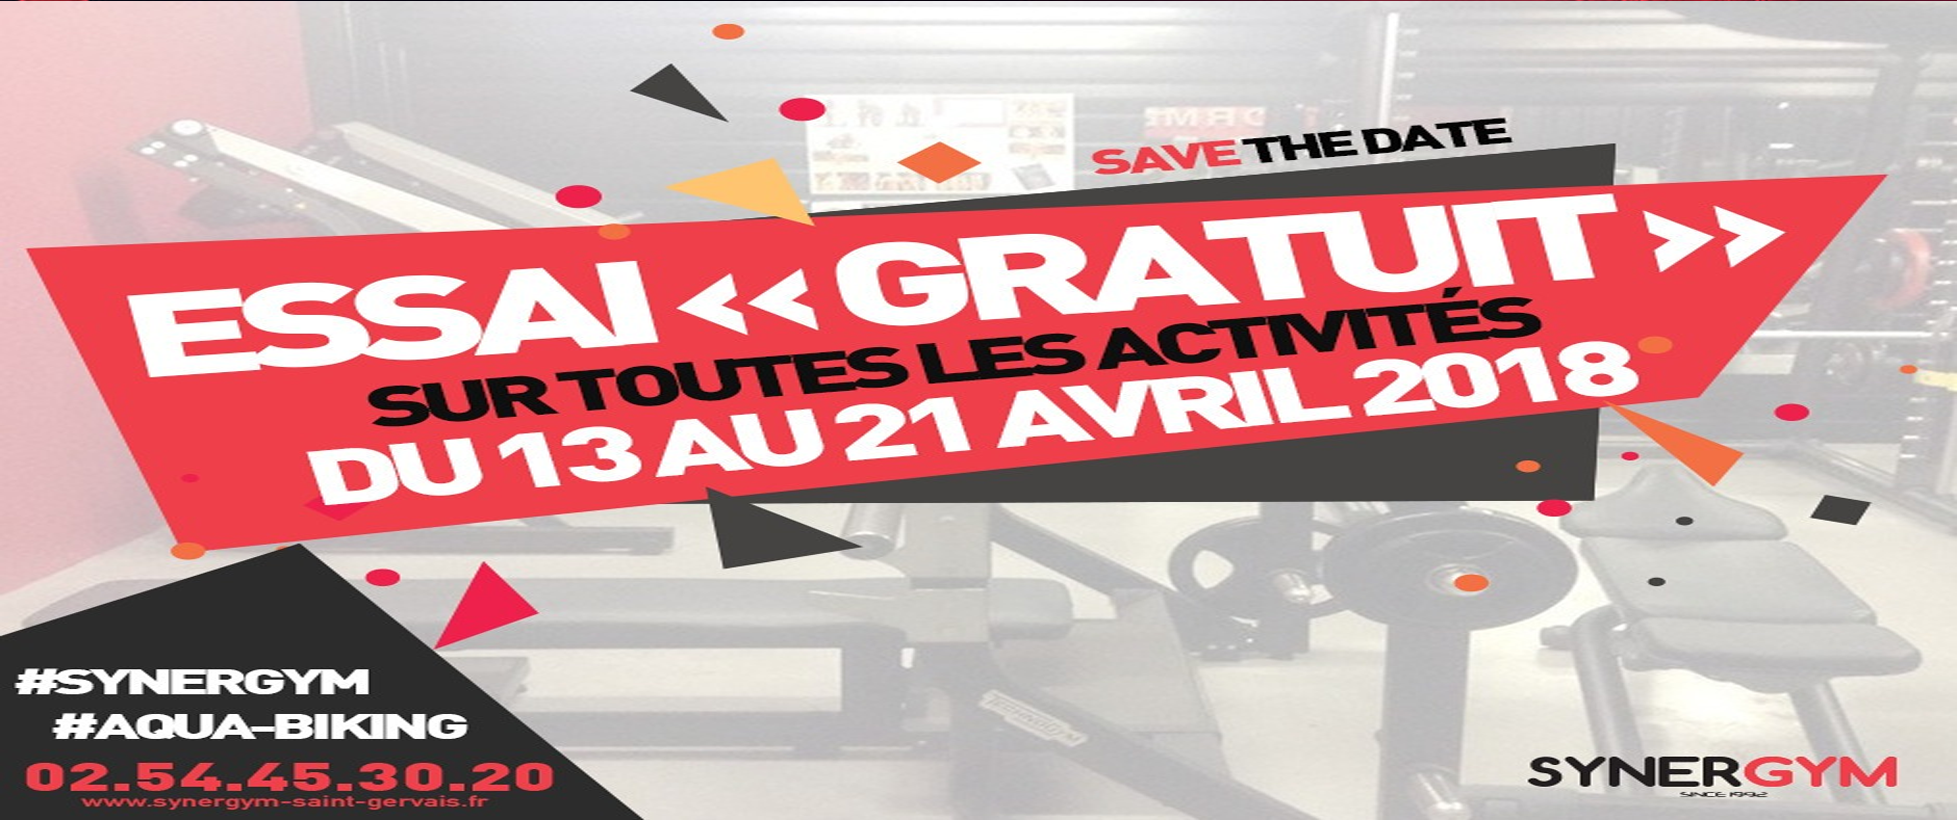 SAVE THE DATE
ESSAI << GRATUIT >>
SUR TOUTES LES ACTIVITÉS
DU 13 AU 21 AVRIL 2018
#SYNERGYM
#AQUA-BIKING
02.54.45.30.20
www.synergym-saint-gervais.fr
SYNERGYM
SINCE 1992